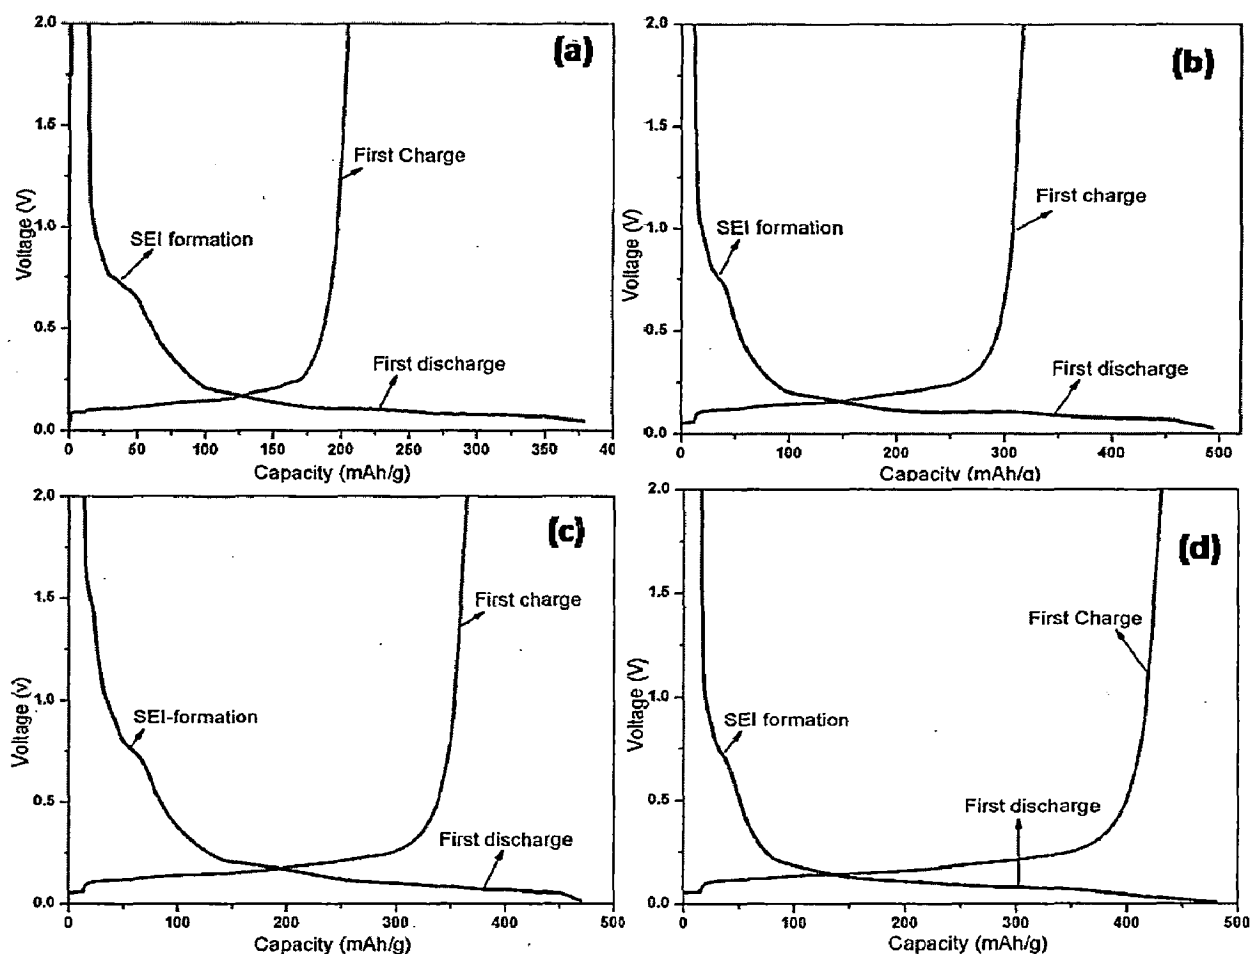 (a)
2.0
1.5
1.0
0.5
0.0
Voltage (V)
First Charge
SEI formation
First discharge
0 50 100 150 200 250 300 350 40
Capacity (mAh/g)
(b)
2.0
1.5
1.0
0.5
0.0
Voltage (V)
First charge
SEI formation
First discharge
0 100 200 300 400 500
Capacity (mAh/g)
(c)
2.0
1.5
1.0
0.5
0.0
Voltage (v)
First charge
SEI-formation
First discharge
0 100 200 300 400 500
Capacity (mAh/g)
(d)
2.0
1.5
1.0
0.5
0.0
Voltage (V)
First Charge
SEI formation
First discharge
0 100 200 300 400 500
Capacity (mAh/g)